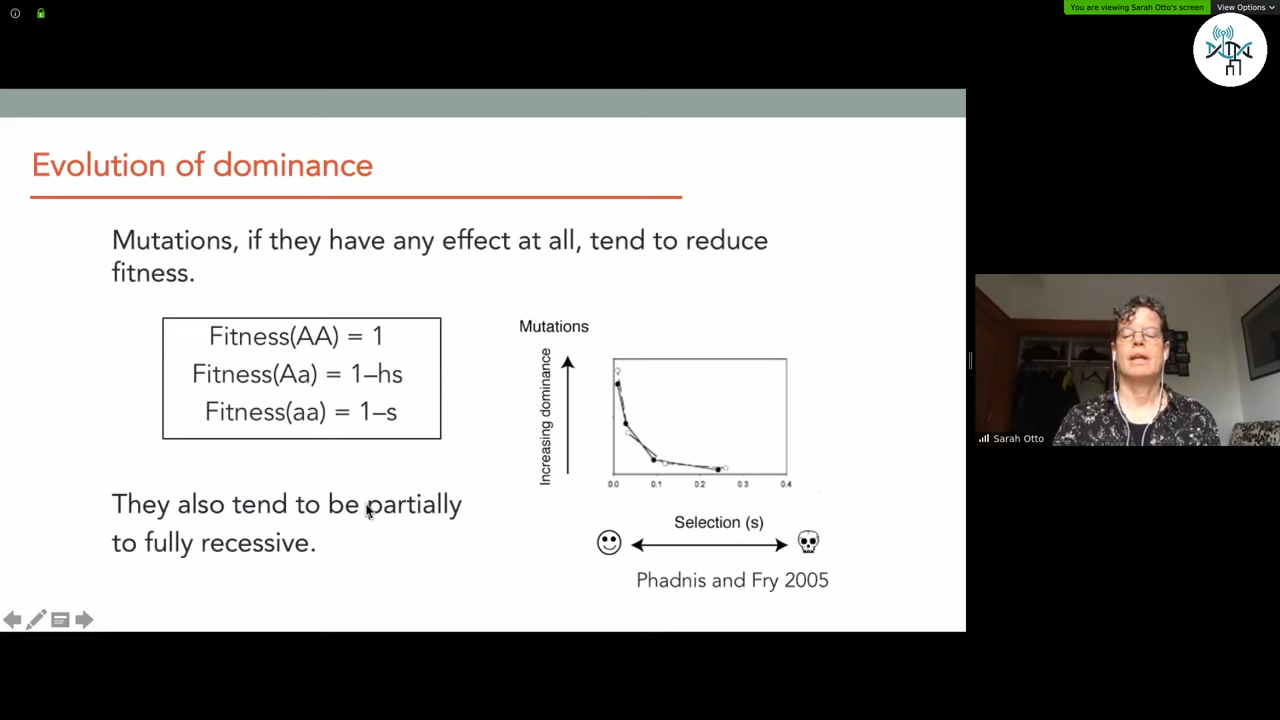 You are viewing Sarah Otto's screen
View Options
Evolution of dominance
Mutations, if they have any effect at all, tend to reduce
fitness.
Fitness(AA) = 1
Fitness(Aa) = 1–hs
Fitness(aa) = 1–s
They also tend to be partially
to fully recessive.
Mutations
Increasing dominance
0.0 0.1 0.2 0.3 0.4
Selection (s)
Phadnis and Fry 2005
Sarah Otto